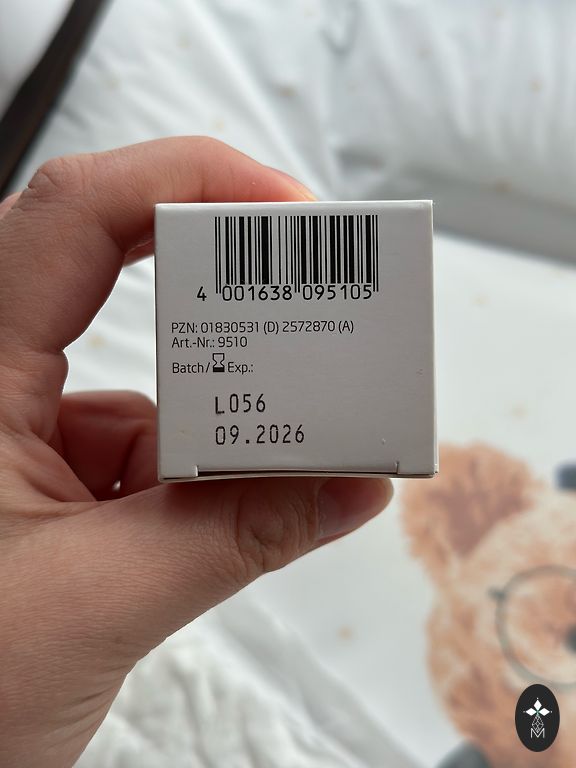 4 001638 095105
PZN: 01830531 (D) 2572870 (A)
Art.-Nr.: 9510
Batch/⌛Exp.:
L056
09.2026
M